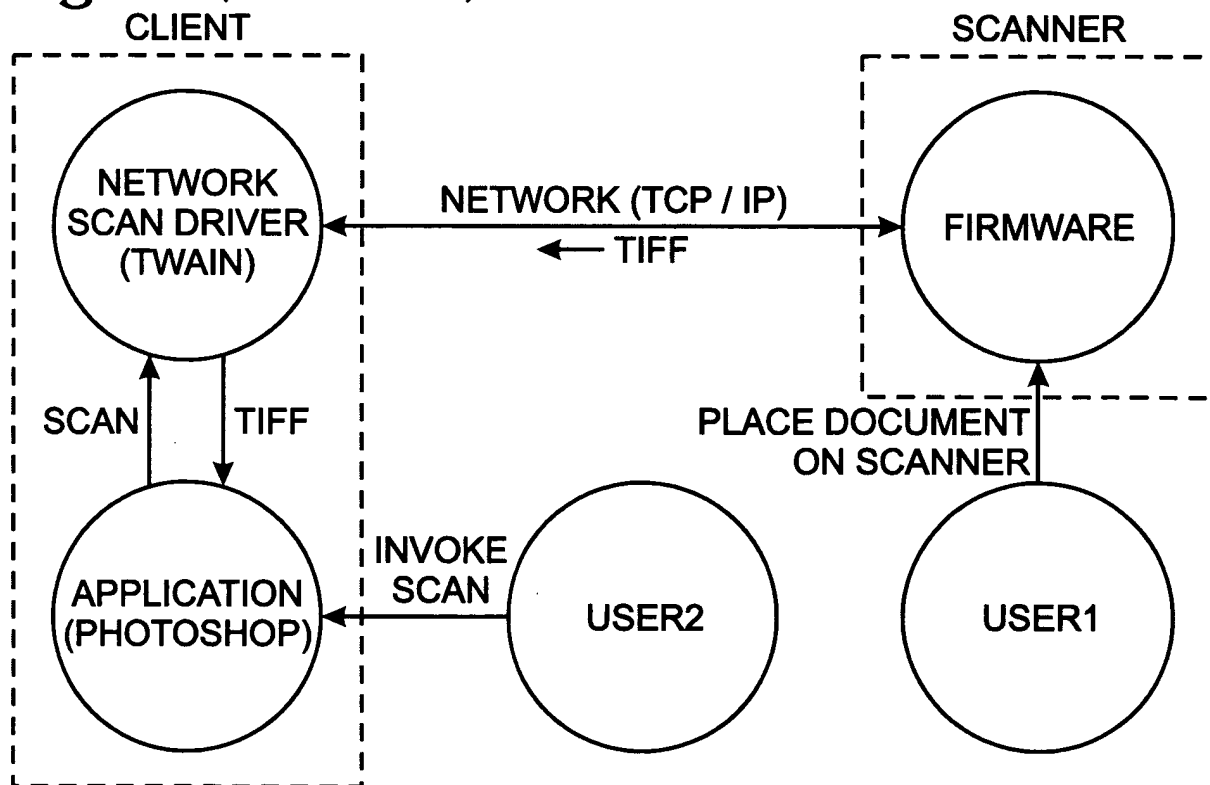 CLIENT
SCANNER
NETWORK
SCAN DRIVER
(TWAIN)
NETWORK (TCP / IP)
TIFF
FIRMWARE
SCAN
TIFF
PLACE DOCUMENT
ON SCANNER
APPLICATION
(PHOTOSHOP)
INVOKE
SCAN
USER2
USER1